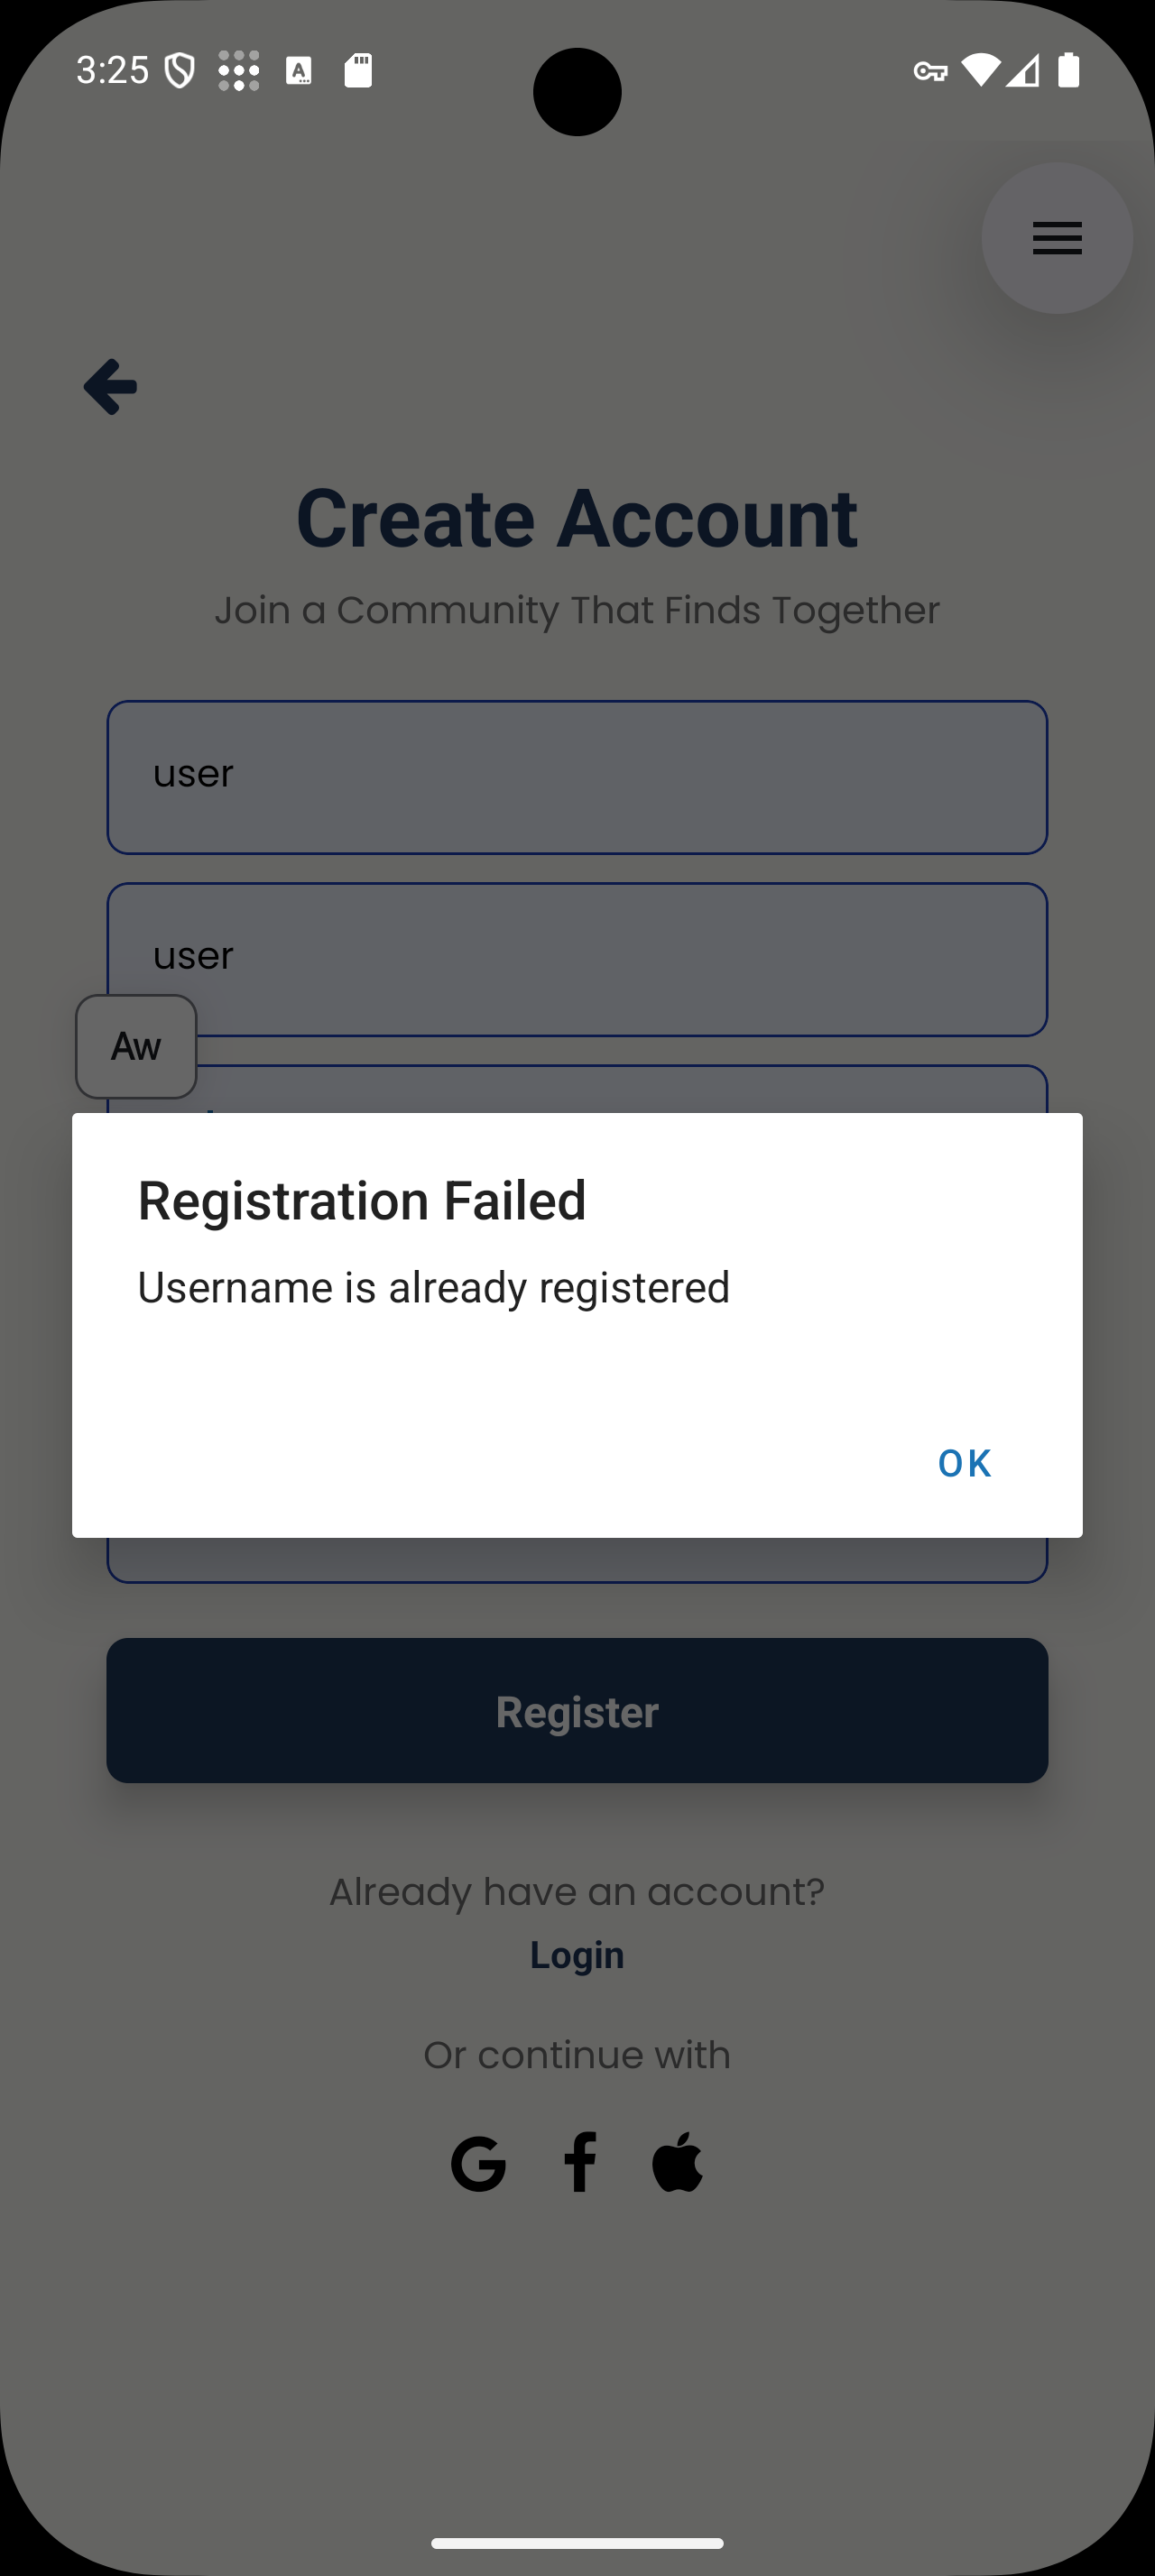 3:25
Create Account
Join a Community That Finds Together
user
user
Aw
Registration Failed
Username is already registered
OK
Register
Already have an account?
Login
Or continue with